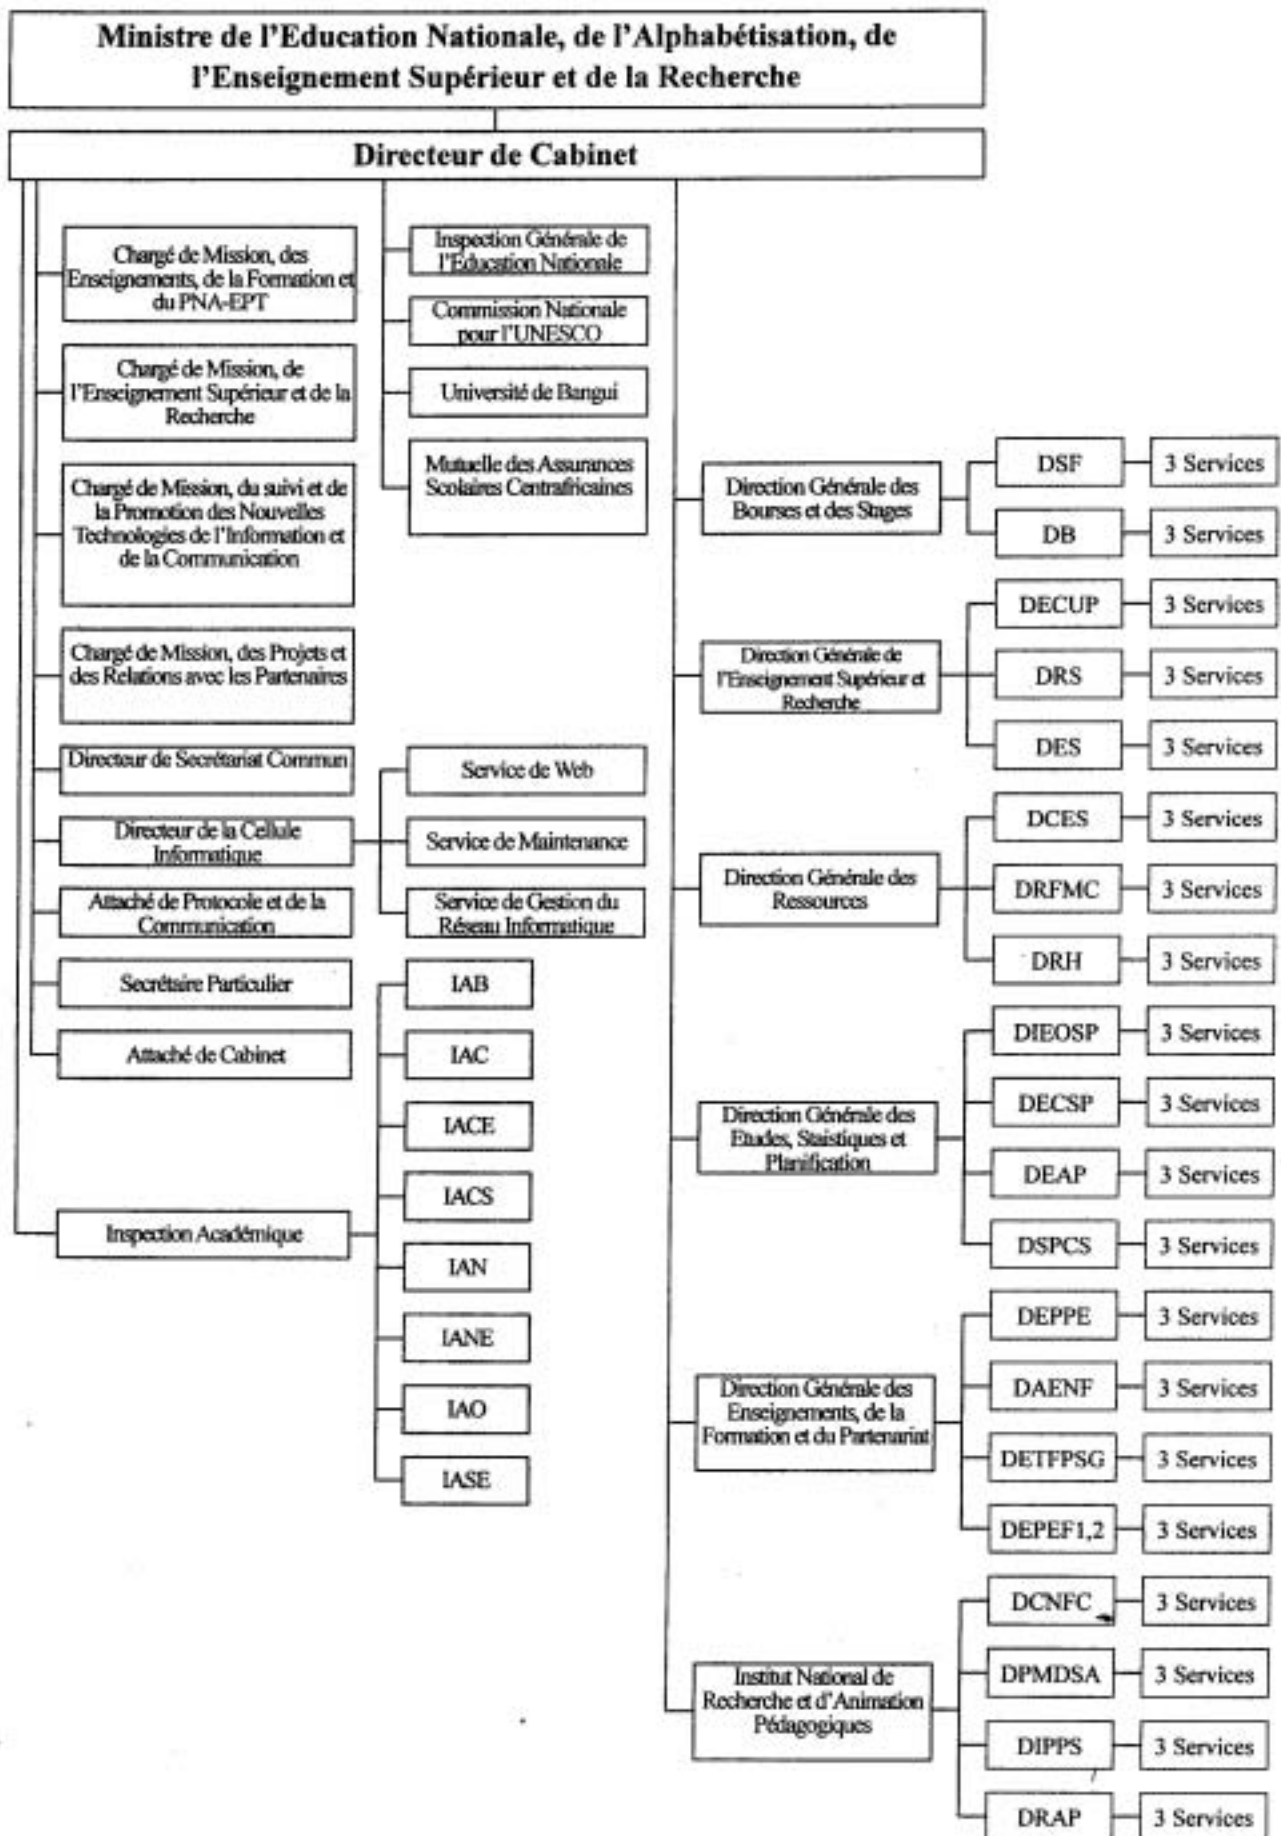 Ministre de l'Education Nationale, de l'Alphabétisation, de
l'Enseignement Supérieur et de la Recherche
Directeur de Cabinet
Chargé de Mission, des
Enseignements, de la Formation et
du PNA-EPT
Chargé de Mission, de
l'Enseignement Supérieur et de la
Recherche
Chargé de Mission, du suivi et de
la Promotion des Nouvelles
Technologies de l'Information et
de la Communication
Chargé de Mission, des Projets et
des Relations avec les Partenaires
Directeur de Secrétariat Commun
Directeur de la Cellule
Informatique
Attaché de Protocole et de la
Communication
Secrétaire Particulier
Attaché de Cabinet
Inspection Académique
Inspection Générale de
l'Education Nationale
Commission Nationale
pour l'UNESCO
Université de Bangui
Mutuelle des Assurances
Scolaires Centrafricaines
Service de Web
Service de Maintenance
Service de Gestion du
Réseau Informatique
IAB
IAC
IACE
IACS
IAN
IANE
IAO
IASE
Direction Générale des
Bourses et des Stages
DSF
3 Services
DB
3 Services
Direction Générale de
l'Enseignement Supérieur et
Recherche
DECUP
3 Services
DRS
3 Services
DES
3 Services
Direction Générale des
Ressources
DCES
3 Services
DRFMC
3 Services
DRH
3 Services
Direction Générale des
Etudes, Staistiques et
Planification
DIEOSP
3 Services
DECSP
3 Services
DEAP
3 Services
DSPCS
3 Services
Direction Générale des
Enseignements, de la
Formation et du Partenariat
DEPPE
3 Services
DAENF
3 Services
DETFPSG
3 Services
DEPEF1,2
3 Services
Institut National de
Recherche et d'Animation
Pédagogiques
DCNFC
3 Services
DPMDSA
3 Services
DIPPS
3 Services
DRAP
3 Services